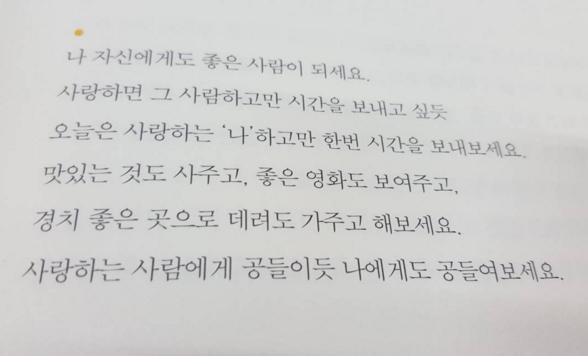 나 자신에게도 좋은 사람이 되세요.
사랑하면 그 사람하고만 시간을 보내고 싶듯
오늘은 사랑하는 '나'하고만 한번 시간을 보내보세요.
맛있는 것도 사주고, 좋은 영화도 보여주고,
경치 좋은 곳으로 데려도 가주고 해보세요.
사랑하는 사람에게 공들이듯 나에게도 공들여보세요.